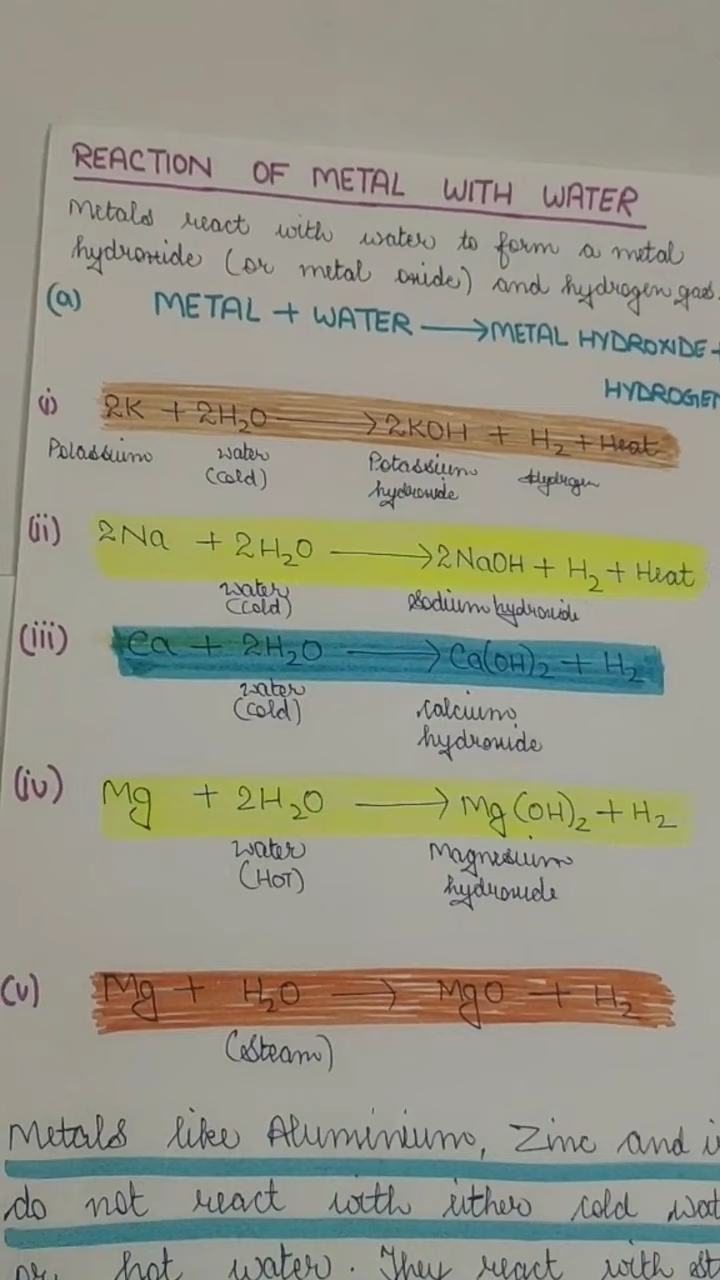 REACTION OF METAL WITH WATER
Metals react with water to form a metal
hydroxide (or metal oxide) and hydrogen gas.
(a) METAL + WATER ⟶ METAL HYDROXIDE +
HYDROGEN
(i) 2K + 2H₂O ⟶ 2KOH + H₂ + Heat
Potassium water Potassium Hydrogen
(cold) hydroxide
(ii) 2Na + 2H₂O ⟶ 2NaOH + H₂ + Heat
water Sodium hydroxide
(cold)
(iii) Ca + 2H₂O ⟶ Ca(OH)₂ + H₂
water calcium
(cold) hydroxide
(iv) Mg + 2H₂O ⟶ Mg(OH)₂ + H₂
water Magnesium
(HOT) hydroxide
(v) Mg + H₂O ⟶ MgO + H₂
(steam)
Metals like Aluminium, Zinc and
do not react with either cold wat
or hot water. They react with st